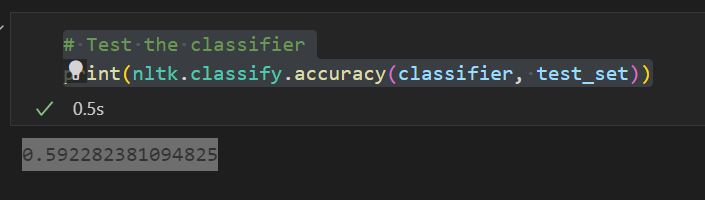 # Test the classifier
print(nltk.classify.accuracy(classifier, test_set))
0.5s
0.592282381094825